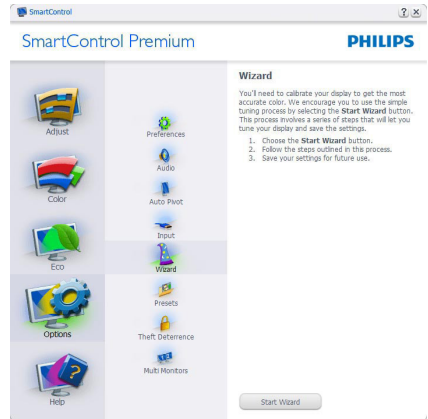 SmartControl
SmartControl Premium
PHILIPS
Adjust
Color
Eco
Options
Help
Preferences
Audio
Auto Pivot
Input
Wizard
Presets
Theft Deterrence
Multi Monitors
Wizard
You'll need to calibrate your display to get the most
accurate color. We encourage you to use the simple
tuning process by selecting the Start Wizard button.
This process involves a series of steps that will let you
tune your display and save the settings.
1. Choose the Start Wizard button.
2. Follow the steps outlined in this process.
3. Save your settings for future use.
Start Wizard